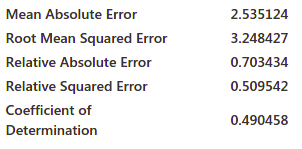 Mean Absolute Error 2.535124
Root Mean Squared Error 3.248427
Relative Absolute Error 0.703434
Relative Squared Error 0.509542
Coefficient of
Determination 0.490458